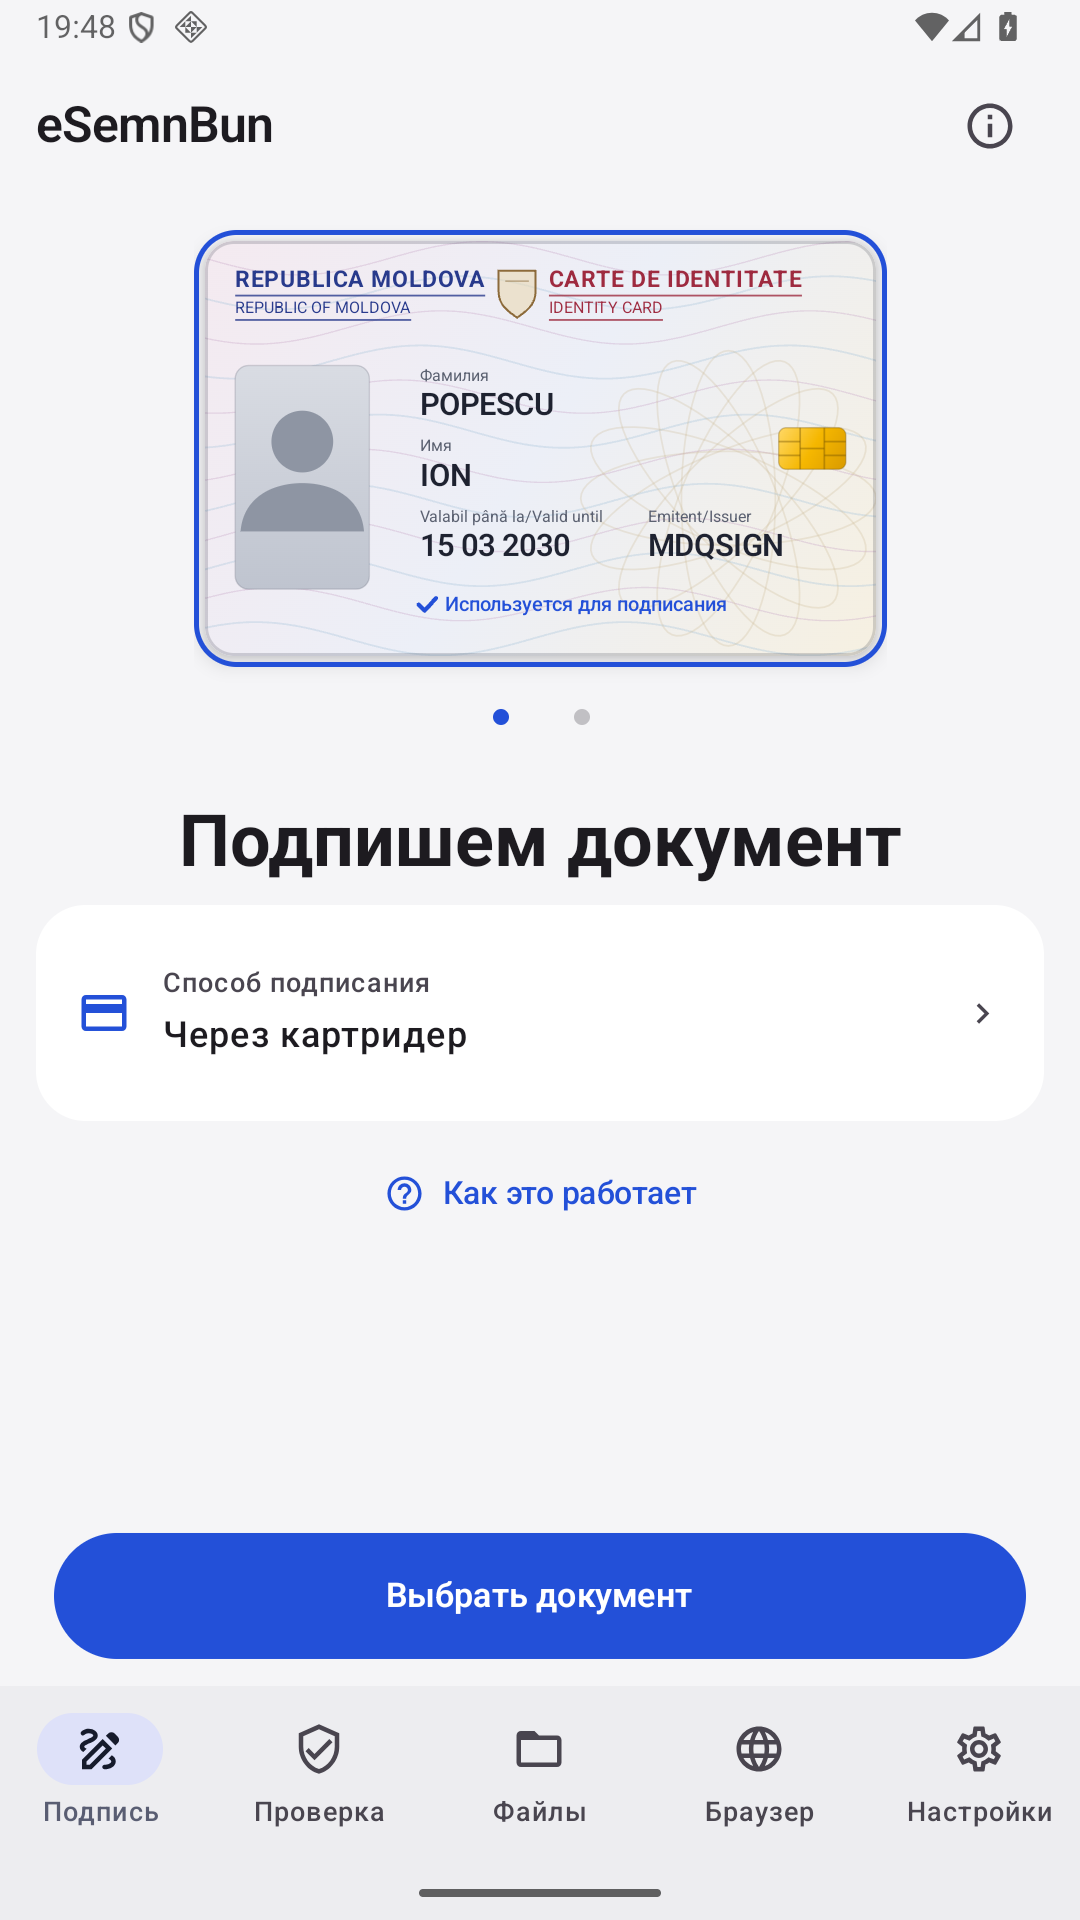 19:48
eSemnBun
REPUBLICA MOLDOVA
CARTE DE IDENTITATE
REPUBLIC OF MOLDOVA
IDENTITY CARD
Фамилия
POPESCU
Имя
ION
Valabil până la/Valid until
Emitent/Issuer
15 03 2030
MDQSIGN
Используется для подписания
Подпишем документ
Способ подписания
Через картридер
Как это работает
Выбрать документ
Подпись
Проверка
Файлы
Браузер
Настройки